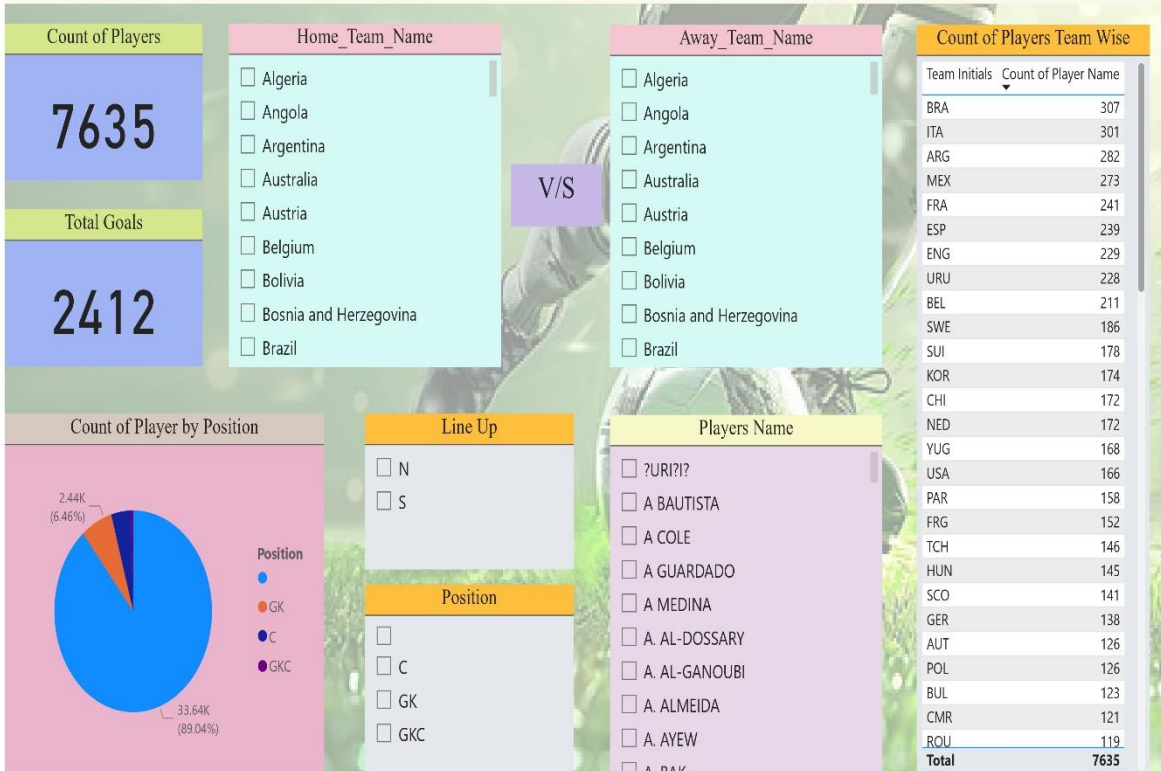 Count of Players
7635
Total Goals
2412
Home_Team_Name
Algeria
Angola
Argentina
Australia
Austria
Belgium
Bolivia
Bosnia and Herzegovina
Brazil
V/S
Away_Team_Name
Algeria
Angola
Argentina
Australia
Austria
Belgium
Bolivia
Bosnia and Herzegovina
Brazil
Count of Players Team Wise
Team Initials Count of Player Name
BRA 307
ITA 301
ARG 282
MEX 273
FRA 241
ESP 239
ENG 229
URU 228
BEL 211
SWE 186
SUI 178
KOR 174
CHI 172
NED 172
YUG 168
USA 166
PAR 158
FRG 152
TCH 146
HUN 145
SCO 141
GER 138
AUT 126
POL 126
BUL 123
CMR 121
ROU 119
Total 7635
Count of Player by Position
2.44K
(6.46%)
33.64K
(89.04%)
Position
GK
C
GKC
Line Up
N
S
Position
C
GK
GKC
Players Name
?URI?I?
A BAUTISTA
A COLE
A GUARDADO
A MEDINA
A. AL-DOSSARY
A. AL-GANOUBI
A. ALMEIDA
A. AYEW